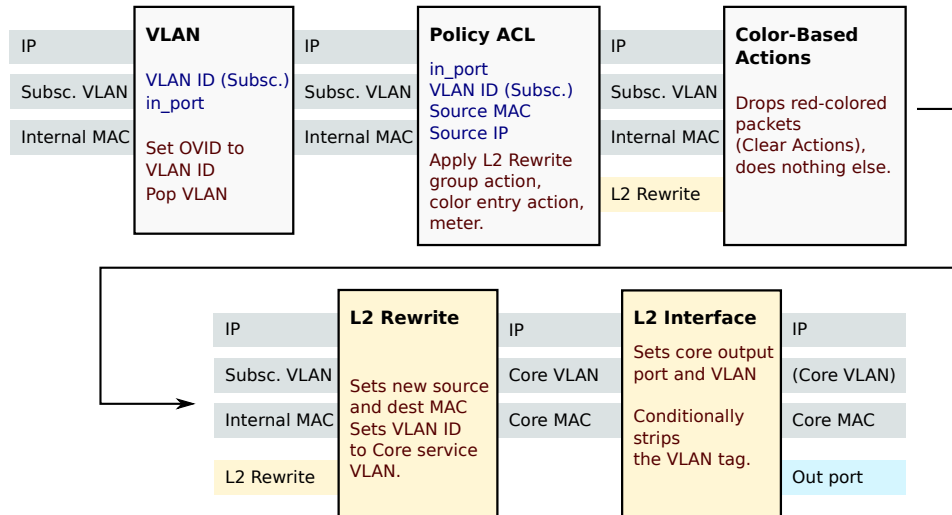 VLAN
Policy ACL
Color-Based
Actions
IP
Subsc. VLAN
Internal MAC
VLAN ID (Subsc.)
in_port
Set OVID to
VLAN ID
Pop VLAN
IP
Subsc. VLAN
Internal MAC
in_port
VLAN ID (Subsc.)
Source MAC
Source IP
Apply L2 Rewrite
group action,
color entry action,
meter.
IP
Subsc. VLAN
Internal MAC
L2 Rewrite
Drops red-colored
packets
(Clear Actions),
does nothing else.
IP
Subsc. VLAN
Internal MAC
L2 Rewrite
L2 Rewrite
Sets new source
and dest MAC
Sets VLAN ID
to Core service
VLAN.
IP
Core VLAN
Core MAC
L2 Interface
Sets core output
port and VLAN
Conditionally
strips
the VLAN tag.
IP
(Core VLAN)
Core MAC
Out port